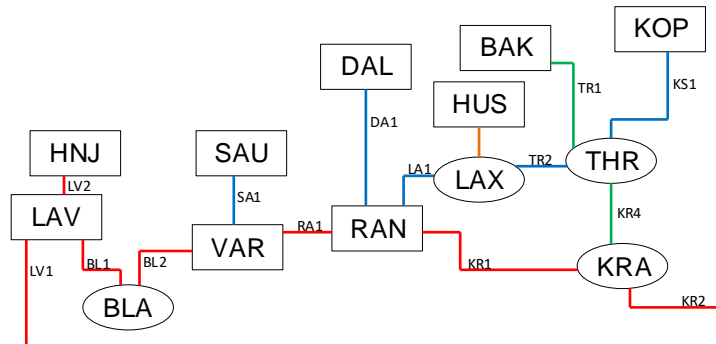 KOP
BAK
DAL
TR1
KS1
HUS
DA1
HNJ
SAU
LA1
TR2
THR
LAX
LV2
SA1
LAV
KR4
RA1
RAN
VAR
BL1
BL2
KR1
KRA
LV1
BLA
KR2